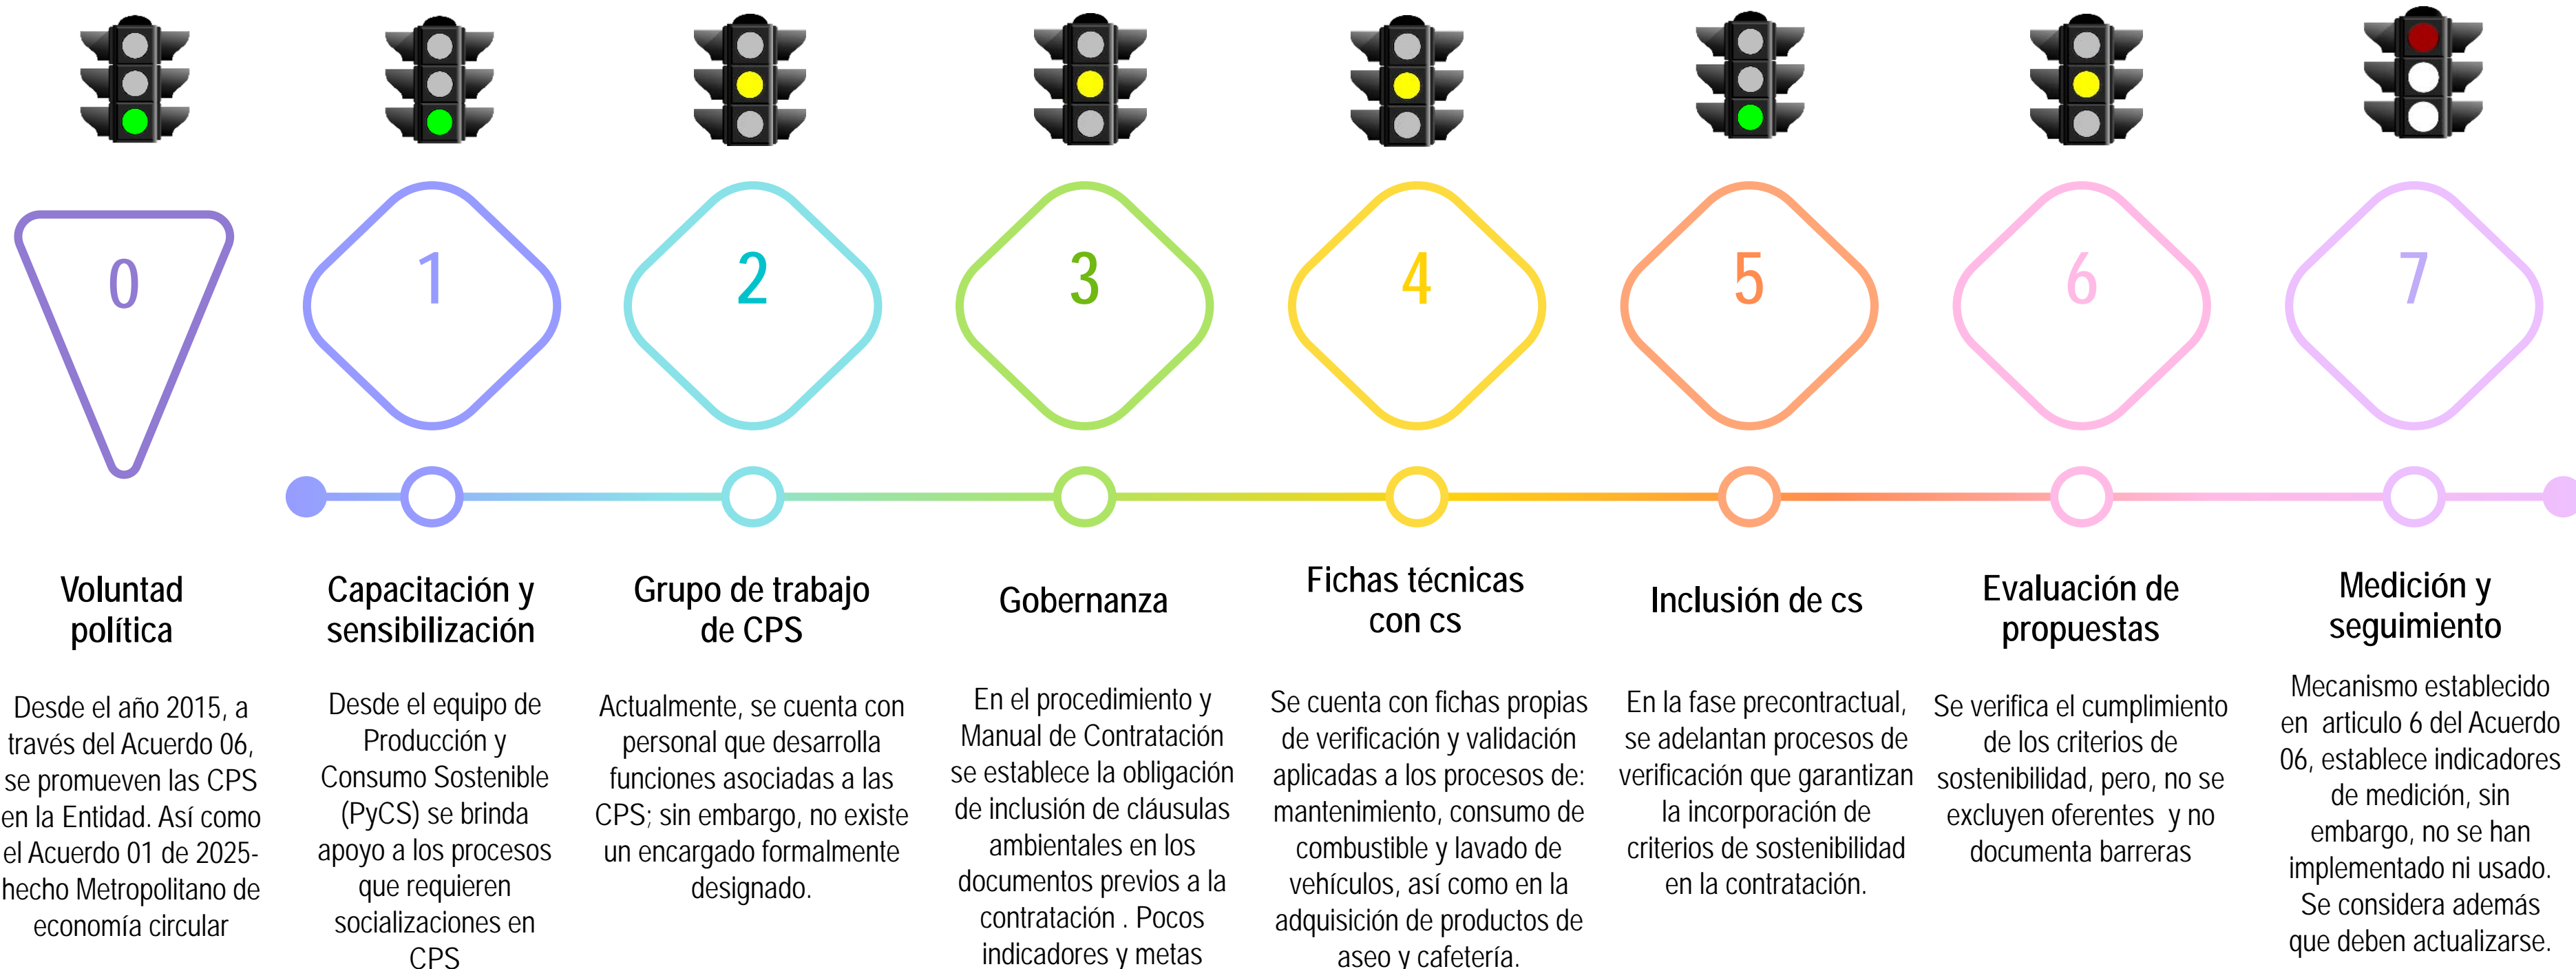 0
1
2
3
4
5
6
7
Voluntad
política
Desde el año 2015, a
través del Acuerdo 06,
se promueven las CPS
en la Entidad. Así como
el Acuerdo 01 de 2025-
hecho Metropolitano de
economía circular
Capacitación y
sensibilización
Desde el equipo de
Producción y
Consumo Sostenible
(PyCS) se brinda
apoyo a los procesos
que requieren
socializaciones en
CPS
Grupo de trabajo
de CPS
Actualmente, se cuenta con
personal que desarrolla
funciones asociadas a las
CPS; sin embargo, no existe
un encargado formalmente
designado.
Gobernanza
En el procedimiento y
Manual de Contratación
se establece la obligación
de inclusión de cláusulas
ambientales en los
documentos previos a la
contratación . Pocos
indicadores y metas
Fichas técnicas
con cs
Se cuenta con fichas propias
de verificación y validación
aplicadas a los procesos de:
mantenimiento, consumo de
combustible y lavado de
vehículos, así como en la
adquisición de productos de
aseo y cafetería.
Inclusión de cs
En la fase precontractual,
se adelantan procesos de
verificación que garantizan
la incorporación de
criterios de sostenibilidad
en la contratación.
Evaluación de
propuestas
Se verifica el cumplimiento
de los criterios de
sostenibilidad, pero, no se
excluyen oferentes y no
documenta barreras
Medición y
seguimiento
Mecanismo establecido
en articulo 6 del Acuerdo
06, establece indicadores
de medición, sin
embargo, no se han
implementado ni usado.
Se considera además
que deben actualizarse.